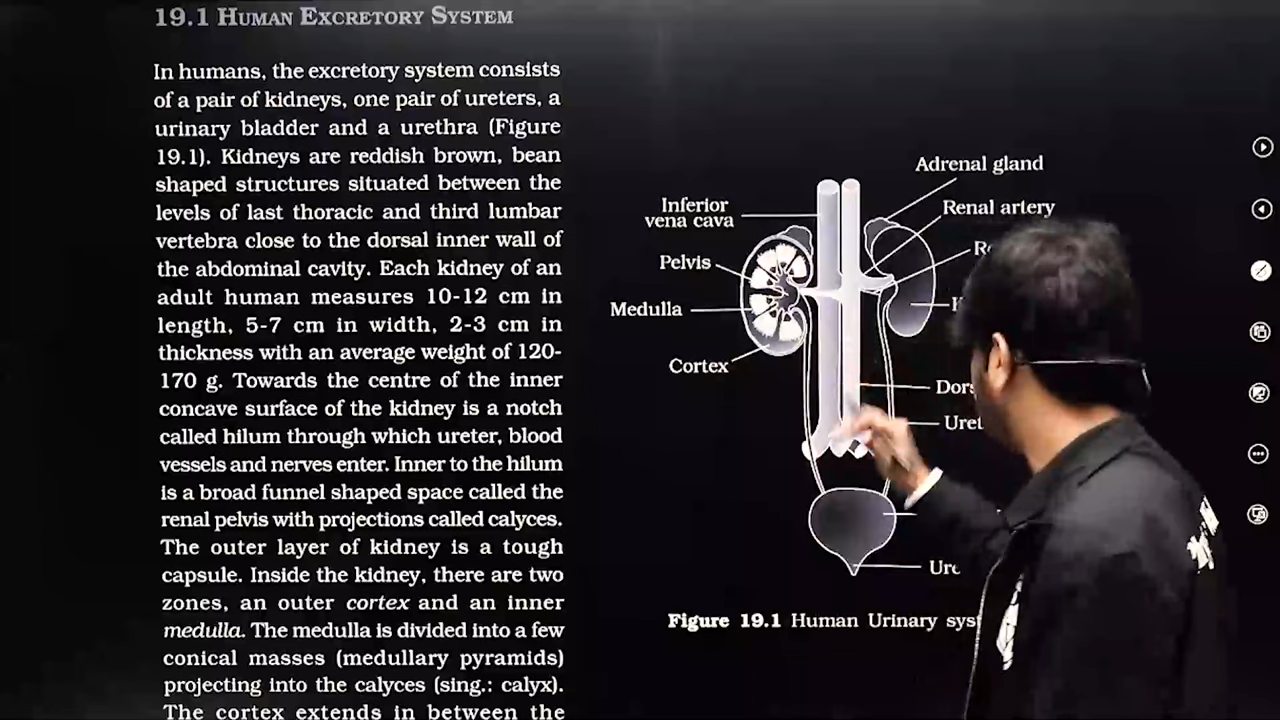 19.1 HUMAN EXCRETORY SYSTEM
In humans, the excretory system consists
of a pair of kidneys, one pair of ureters, a
urinary bladder and a urethra (Figure
19.1). Kidneys are reddish brown, bean
shaped structures situated between the
levels of last thoracic and third lumbar
vertebra close to the dorsal inner wall of
the abdominal cavity. Each kidney of an
adult human measures 10-12 cm in
length, 5-7 cm in width, 2-3 cm in
thickness with an average weight of 120-
170 g. Towards the centre of the inner
concave surface of the kidney is a notch
called hilum through which ureter, blood
vessels and nerves enter. Inner to the hilum
is a broad funnel shaped space called the
renal pelvis with projections called calyces.
The outer layer of kidney is a tough
capsule. Inside the kidney, there are two
zones, an outer cortex and an inner
medulla. The medulla is divided into a few
conical masses (medullary pyramids)
projecting into the calyces (sing.: calyx).
The cortex extends in between the
Adrenal gland
Inferior
vena cava
Renal artery
Pelvis
Medulla
Cortex
Figure 19.1 Human Urinary